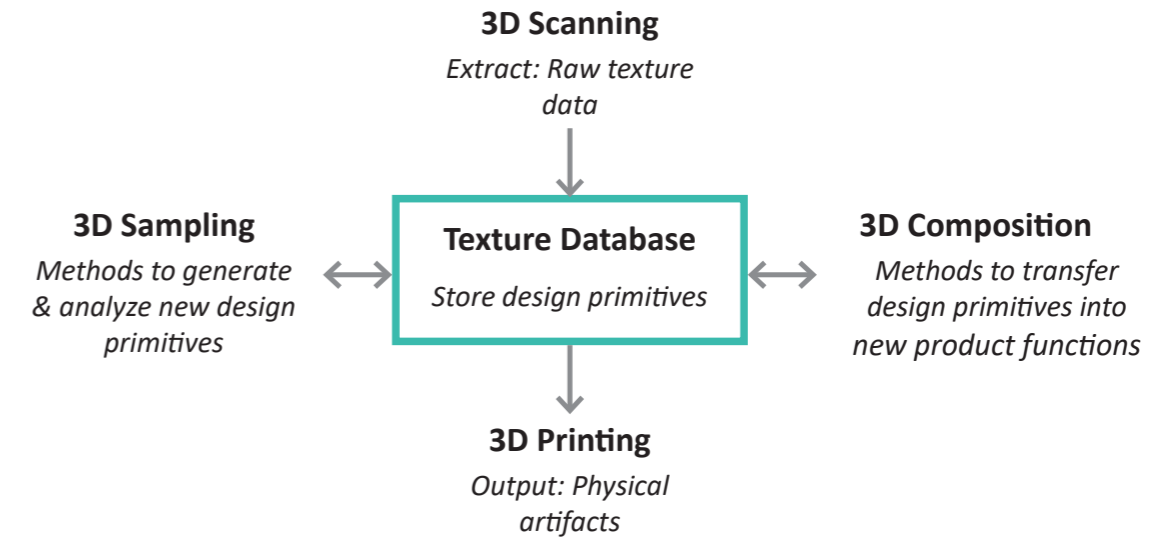 3D Scanning
Extract: Raw texture
data
3D Sampling
Methods to generate
& analyze new design
primitives
Texture Database
Store design primitives
3D Composition
Methods to transfer
design primitives into
new product functions
3D Printing
Output: Physical
artifacts